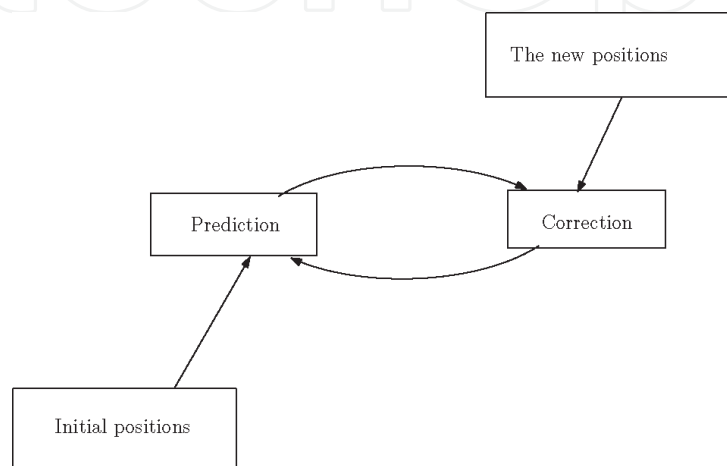 The new positions
Prediction
Correction
Initial positions